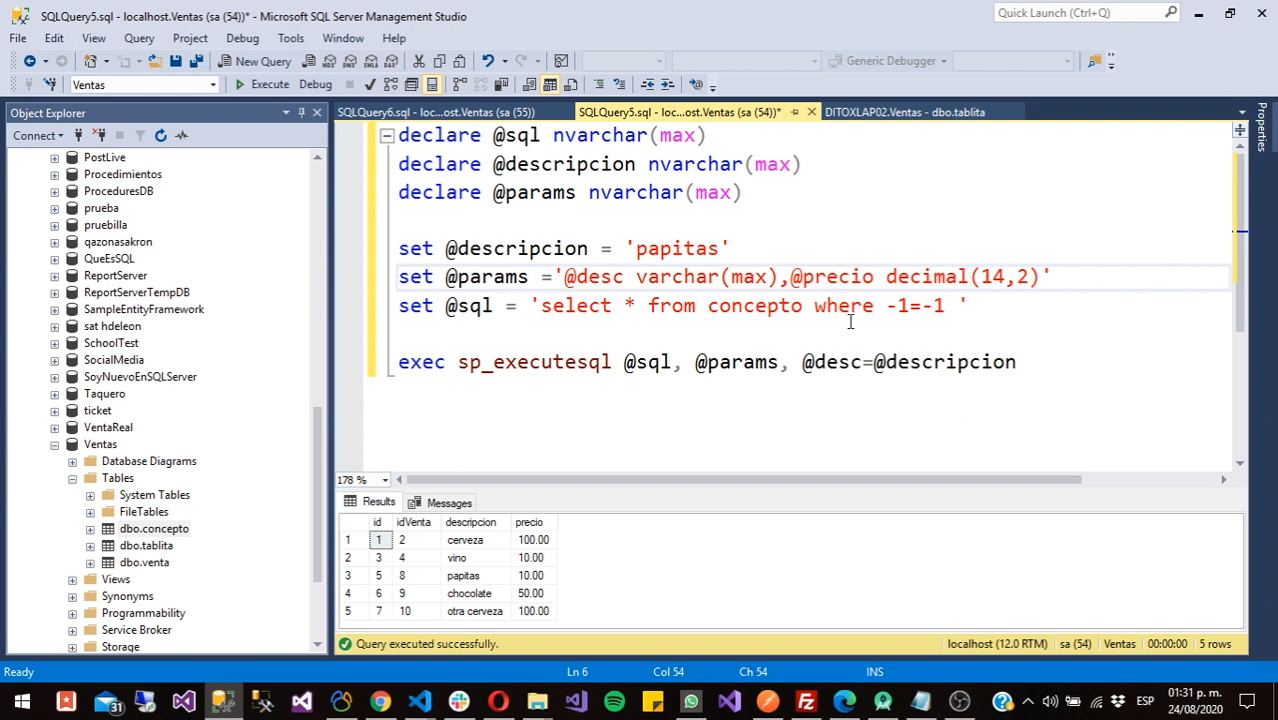 SQLQuery5.sql - localhost.Ventas (sa (54))* - Microsoft SQL Server Management Studio
Quick Launch (Ctrl+Q)
File Edit View Query Project Debug Tools Window Help
New Query
Generic Debugger
Ventas
Execute Debug
Object Explorer
SQLQuery6.sql - loc...ost.Ventas (sa (55))
SQLQuery5.sql - loc...ost.Ventas (sa (54))*
DITOXLAP02.Ventas - dbo.tablita
Properties
Connect
PostLive
Procedimientos
ProceduresDB
prueba
pruebilla
qazonasakron
QueEsSQL
ReportServer
ReportServerTempDB
SampleEntityFramework
sat hdeleon
SchoolTest
SocialMedia
SoyNuevoEnSQLServer
Taquero
ticket
VentaReal
Ventas
Database Diagrams
Tables
System Tables
FileTables
dbo.concepto
dbo.tablita
dbo.venta
Views
Synonyms
Programmability
Service Broker
Storage
declare @sql nvarchar(max)
declare @descripcion nvarchar(max)
declare @params nvarchar(max)
set @descripcion = 'papitas'
set @params ='@desc varchar(max),@precio decimal(14,2)'
set @sql = 'select * from concepto where -1=-1 '
exec sp_executesql @sql, @params, @desc=@descripcion
178 %
Results Messages
id idVenta descripcion precio
1 1 2 cerveza 100.00
2 3 4 vino 10.00
3 5 8 papitas 10.00
4 6 9 chocolate 50.00
5 7 10 otra cerveza 100.00
Query executed successfully.
localhost (12.0 RTM) sa (54) Ventas 00:00:00 5 rows
Ready
Ln 6 Col 54 Ch 54 INS
31
ESP
01:31 p. m.
24/08/2020